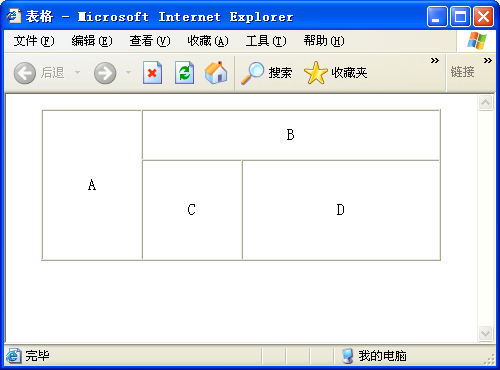 表格 - Microsoft Internet Explorer
文件(F) 编辑(E) 查看(V) 收藏(A) 工具(T) 帮助(H)
后退 搜索 收藏夹 » 链接 »
B
A
C D
完毕 我的电脑